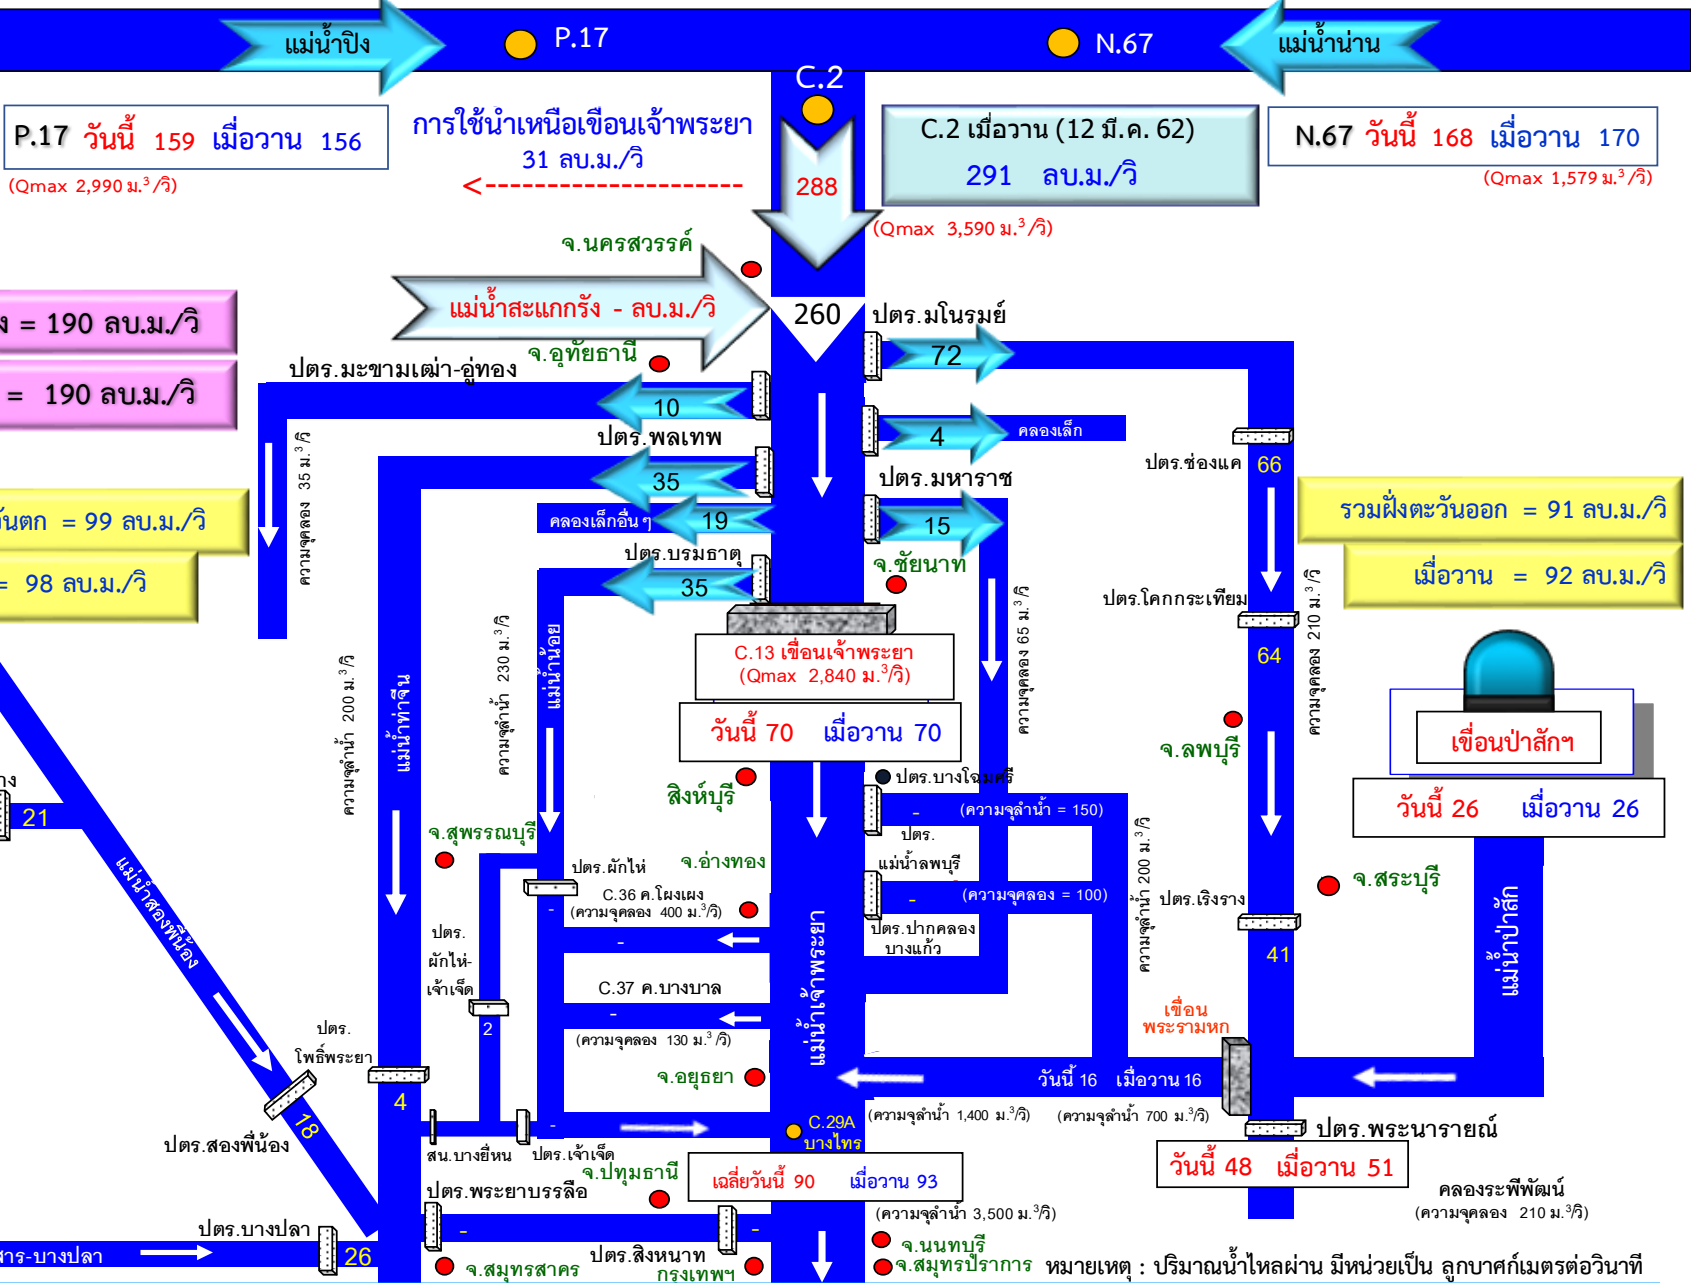 แม่น้ำปิง
P.17
N.67
แม่น้ำน่าน
C.2
P.17 วันนี้ 159 เมื่อวาน 156
(Qmax 2,990 ม.³/วิ)
การใช้น้ำเหนือเขื่อนเจ้าพระยา
31 ลบ.ม./วิ
288
C.2 เมื่อวาน (12 มี.ค. 62)
291 ลบ.ม./วิ
(Qmax 3,590 ม.³/วิ)
N.67 วันนี้ 168 เมื่อวาน 170
(Qmax 1,579 ม.³/วิ)
จ.นครสวรรค์
แม่น้ำสะแกกรัง - ลบ.ม./วิ
260
ปตร.มโนรมย์
72
ง = 190 ลบ.ม./วิ
= 190 ลบ.ม./วิ
จ.อุทัยธานี
ปตร.มะขามเฒ่า-อู่ทอง
10
4
คลองเล็ก
ปตร.พลเทพ
35
ปตร.มหาราช
15
คลองเล็กอื่น ๆ
19
ปตร.บรมธาตุ
35
จ.ชัยนาท
ความจุคลอง 35 ม.³/วิ
ันตก = 99 ลบ.ม./วิ
= 98 ลบ.ม./วิ
ปตร.ช่องแค
66
รวมฝั่งตะวันออก = 91 ลบ.ม./วิ
เมื่อวาน = 92 ลบ.ม./วิ
ปตร.โคกกระเทียม
64
ความจุคลอง 210 ม.³/วิ
ความจุคลอง 65 ม.³/วิ
C.13 เขื่อนเจ้าพระยา
(Qmax 2,840 ม.³/วิ)
วันนี้ 70 เมื่อวาน 70
ความจุลำน้ำ 200 ม.³/วิ
แม่น้ำท่าจีน
ความจุลำน้ำ 230 ม.³/วิ
แม่น้ำน้อย
จ.ลพบุรี
เขื่อนป่าสักฯ
วันนี้ 26 เมื่อวาน 26
สิงห์บุรี
ปตร.บางโฉมศรี
- (ความจุลำน้ำ = 150)
ปตร.
แม่น้ำลพบุรี
- (ความจุคลอง = 100)
ปตร.ปากคลอง
บางแก้ว
ความจุลำน้ำ 200 ม.³/วิ
ปตร.เริงราง
41
จ.สระบุรี
แม่น้ำป่าสัก
าง
21
แม่น้ำสองพี่น้อง
จ.สุพรรณบุรี
ปตร.ผักไห่
-
จ.อ่างทอง
C.36 ค.โผงเผง
(ความจุคลอง 400 ม.³/วิ)
-
ปตร.
ผักไห่-
เจ้าเจ็ด
2
C.37 ค.บางบาล
-
(ความจุคลอง 130 ม.³/วิ)
แม่น้ำเจ้าพระยา
เขื่อน
พระรามหก
ปตร.
โพธิ์พระยา
4
จ.อยุธยา
วันนี้ 16 เมื่อวาน 16
(ความจุลำน้ำ 1,400 ม.³/วิ)
(ความจุลำน้ำ 700 ม.³/วิ)
18
ปตร.สองพี่น้อง
สน.บางยี่หน
ปตร.เจ้าเจ็ด
-
C.29A
บางไทร
ปตร.พระนารายณ์
วันนี้ 48 เมื่อวาน 51
จ.ปทุมธานี
เฉลี่ยวันนี้ 90 เมื่อวาน 93
(ความจุลำน้ำ 3,500 ม.³/วิ)
คลองระพีพัฒน์
(ความจุคลอง 210 ม.³/วิ)
ปตร.พระยาบรรลือ
-
-
ปตร.บางปลา
26
สาร-บางปลา
ปตร.สิงหนาท
จ.สมุทรสาคร
กรุงเทพฯ
จ.นนทบุรี
จ.สมุทรปราการ
หมายเหตุ : ปริมาณน้ำไหลผ่าน มีหน่วยเป็น ลูกบาศก์เมตรต่อวินาที